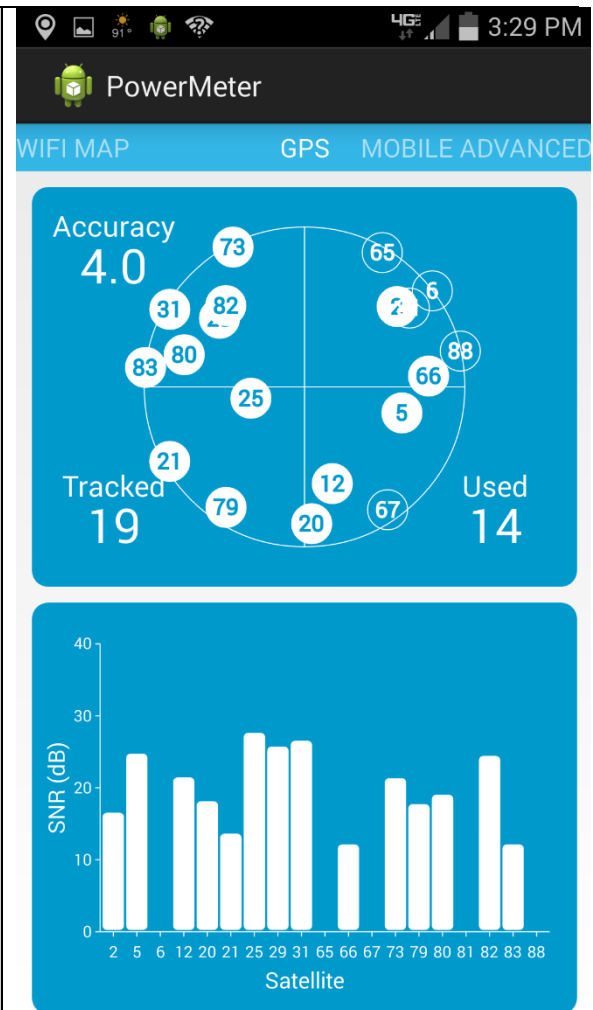 91° 4G 3:29 PM
PowerMeter
WIFI MAP GPS MOBILE ADVANCED
Accuracy
4.0
73
65
6
31
82
2
88
83
80
66
25
5
21
12
Tracked
19
79
20
67
Used
14
40
30
20
10
0
SNR (dB)
2 5 6 12 20 21 25 29 31 65 66 67 73 79 80 81 82 83 88
Satellite